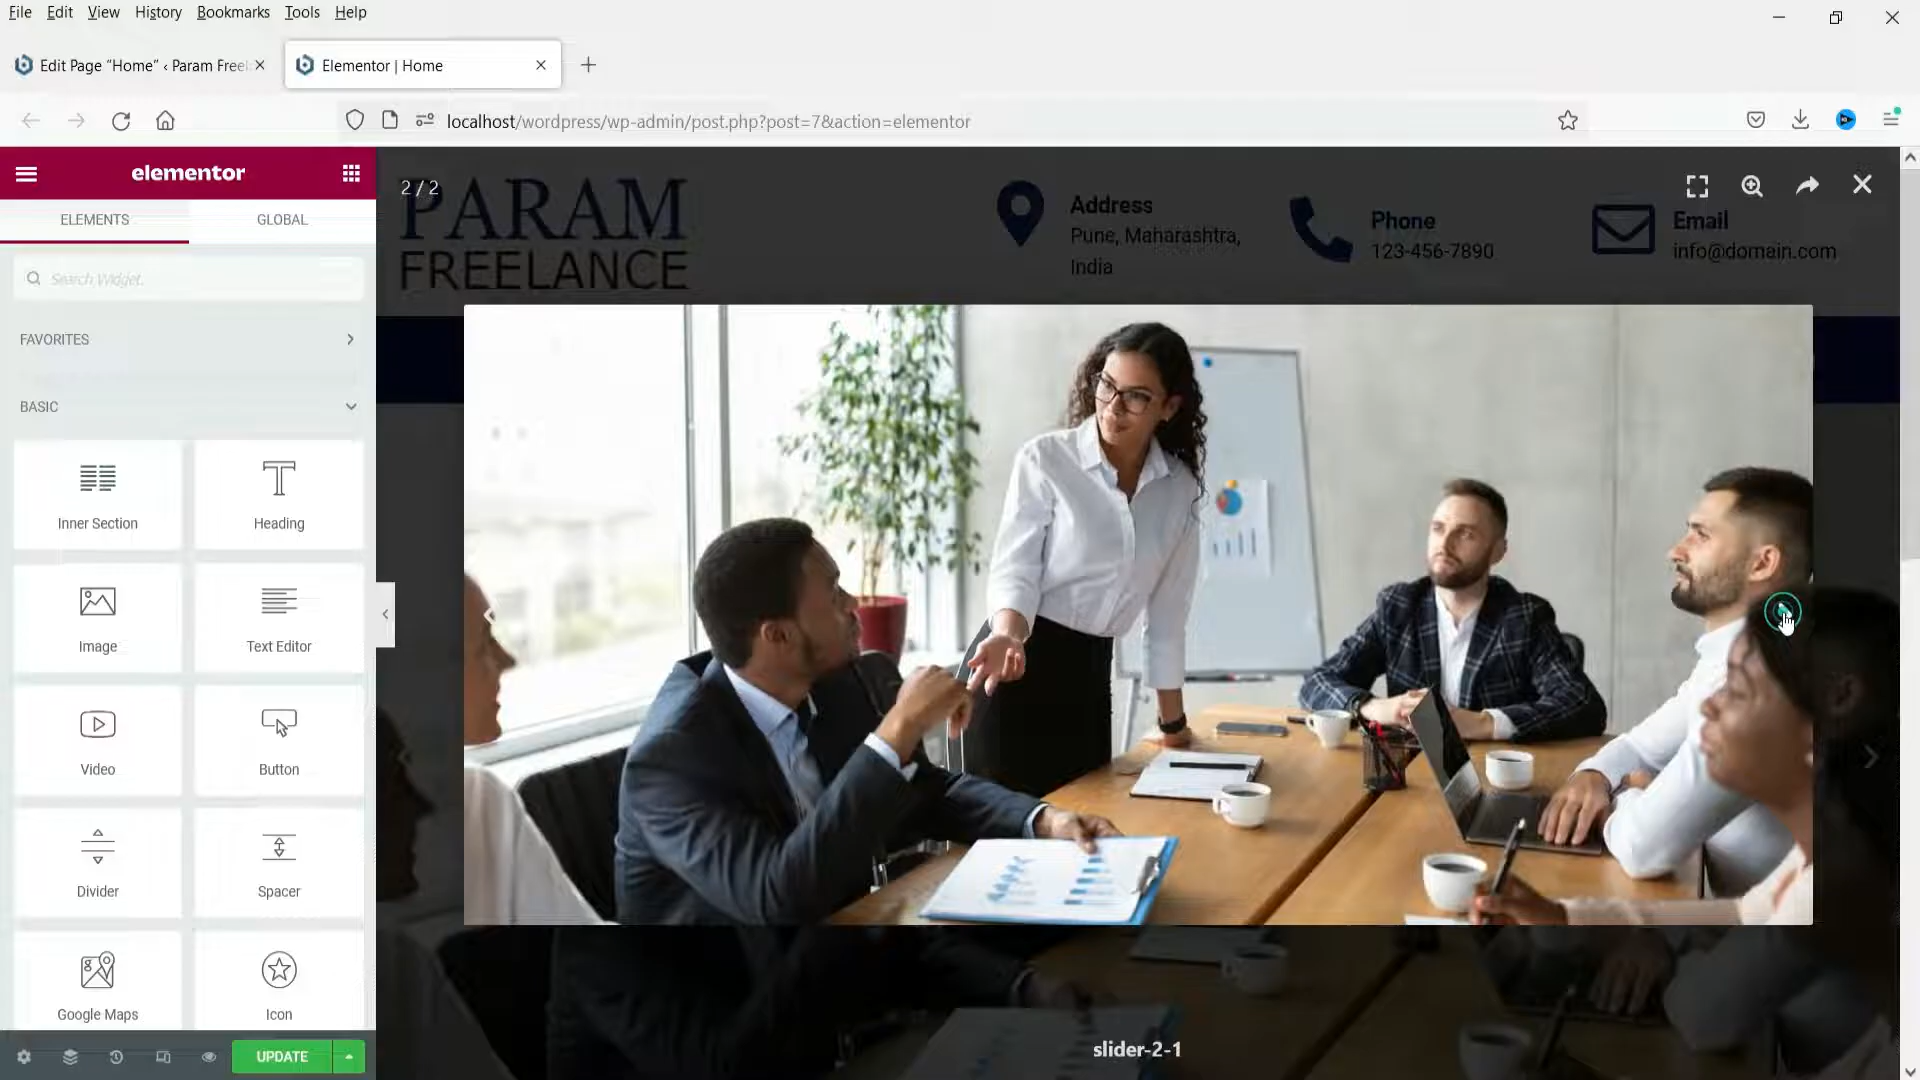 File Edit View History Bookmarks Tools Help
Edit Page “Home” ‹ Param Freel
Elementor | Home
localhost/wordpress/wp-admin/post.php?post=7&action=elementor
elementor
ELEMENTS GLOBAL
Search Widget.
FAVORITES
BASIC
Inner Section
Heading
Image
Text Editor
Video
Button
Divider
Spacer
Google Maps
Icon
UPDATE
2 / 2
PARAM
FREELANCE
Address
Pune, Maharashtra,
India
Phone
123-456-7890
Email
info@domain.com
slider-2-1